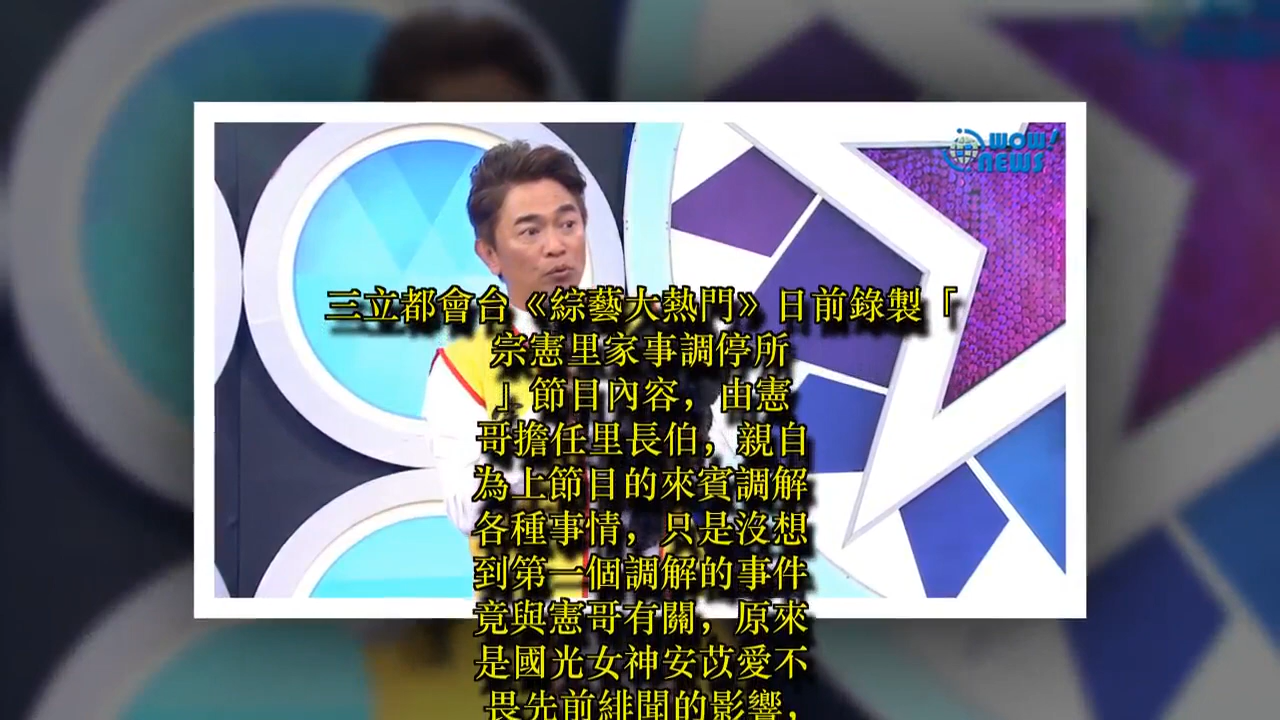 WOW!
NEWS
三立都會台《綜藝大熱門》日前錄製「
宗憲里家事調停所
」節目內容，由憲
哥擔任里長伯，親自
為上節目的來賓調解
各種事情，只是沒想
到第一個調解的事件
竟與憲哥有關，原來
是國光女神安苡愛不
畏先前緋聞的影響，